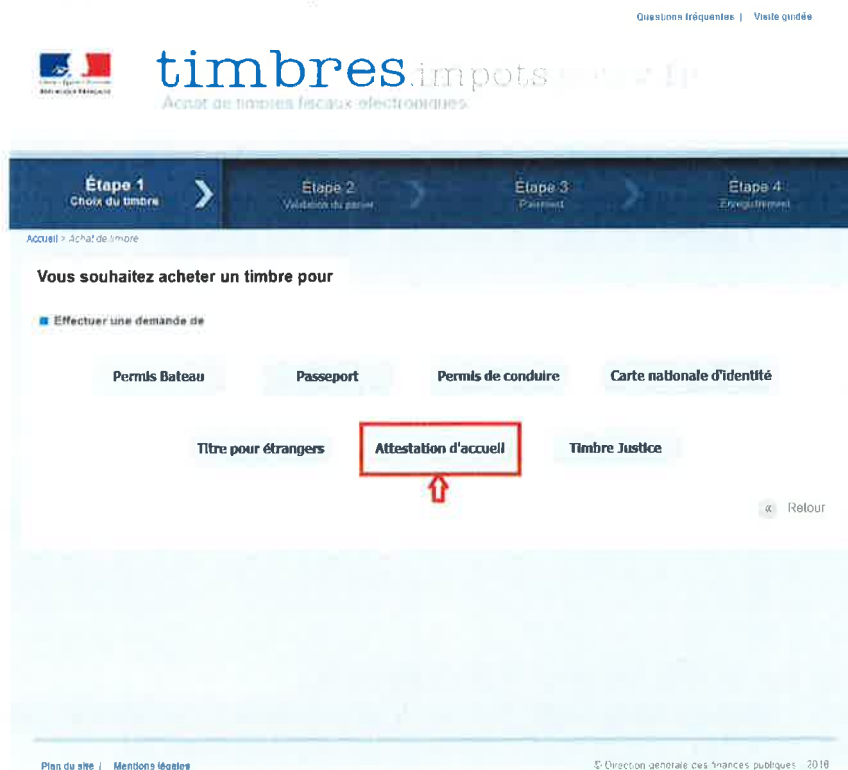 Questions fréquentes | Visite guidée
timbres.impots
RÉPUBLIQUE FRANÇAISE
Achat de timbres fiscaux électroniques
Étape 1
Choix du timbre
Étape 2
Validation du panier
Étape 3
Paiement
Étape 4
Enregistrement
Accueil > Achat de timbre
Vous souhaitez acheter un timbre pour
Effectuer une demande de
Permis Bateau
Passeport
Permis de conduire
Carte nationale d'identité
Titre pour étrangers
Attestation d'accueil
Timbre Justice
« Retour
Plan du site | Mentions légales
© Direction générale des finances publiques